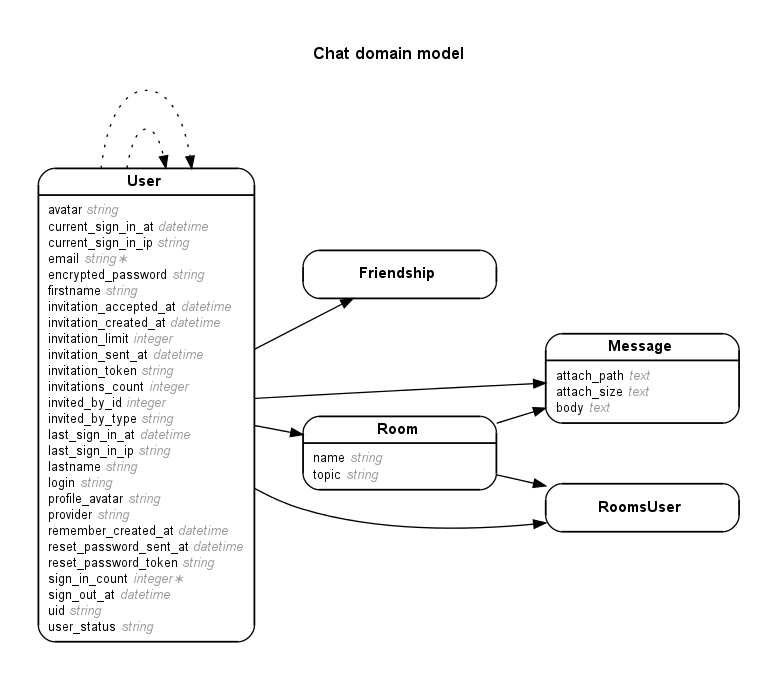 Chat domain model
User
avatar string
current_sign_in_at datetime
current_sign_in_ip string
email string∗
encrypted_password string
firstname string
invitation_accepted_at datetime
invitation_created_at datetime
invitation_limit integer
invitation_sent_at datetime
invitation_token string
invitations_count integer
invited_by_id integer
invited_by_type string
last_sign_in_at datetime
last_sign_in_ip string
lastname string
login string
profile_avatar string
provider string
remember_created_at datetime
reset_password_sent_at datetime
reset_password_token string
sign_in_count integer∗
sign_out_at datetime
uid string
user_status string
Friendship
Room
name string
topic string
Message
attach_path text
attach_size text
body text
RoomsUser